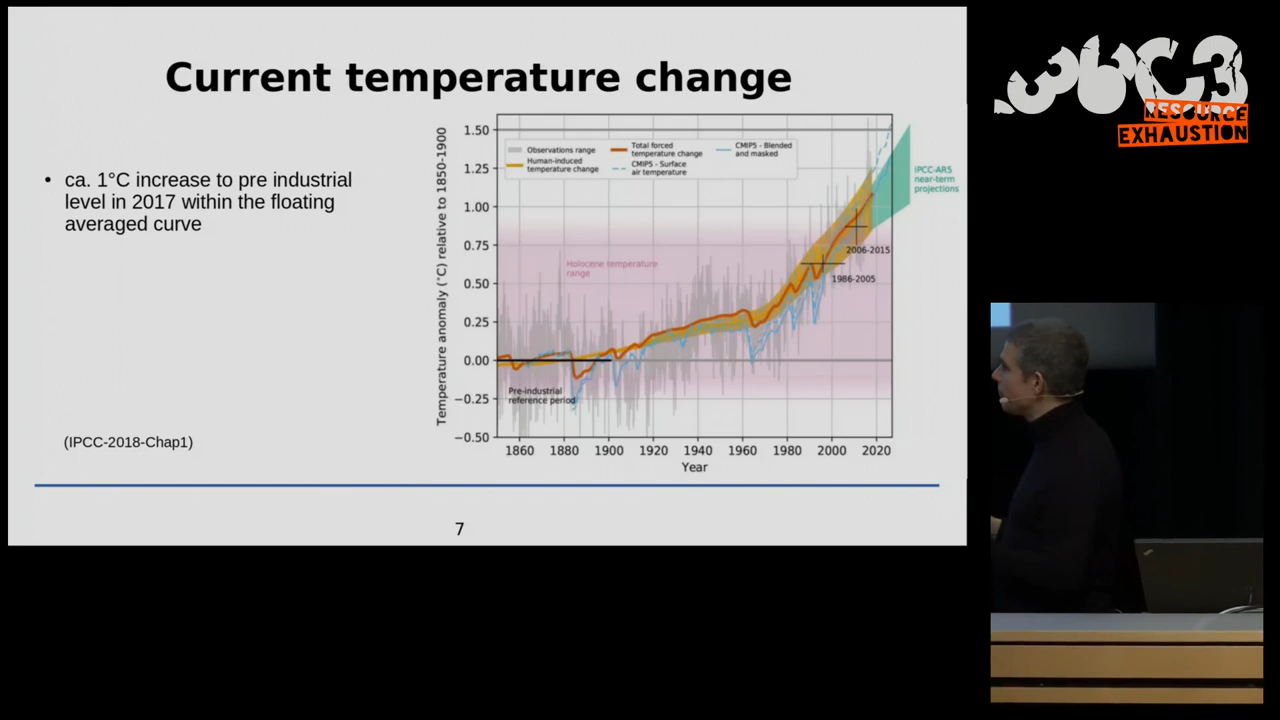 Current temperature change
36C3
RESOURCE
EXHAUSTION
• ca. 1°C increase to pre industrial
level in 2017 within the floating
averaged curve
(IPCC-2018-Chap1)
Temperature anomaly (°C) relative to 1850-1900
1.50
1.25
1.00
0.75
0.50
0.25
0.00
−0.25
−0.50
Observations range
Human-induced
temperature change
Total forced
temperature change
CMIP5 - Surface
air temperature
CMIP5 - Blended
and masked
IPCC-AR5
near-term
projections
Holocene temperature
range
2006-2015
1986-2005
Pre-industrial
reference period
1860 1880 1900 1920 1940 1960 1980 2000 2020
Year
7